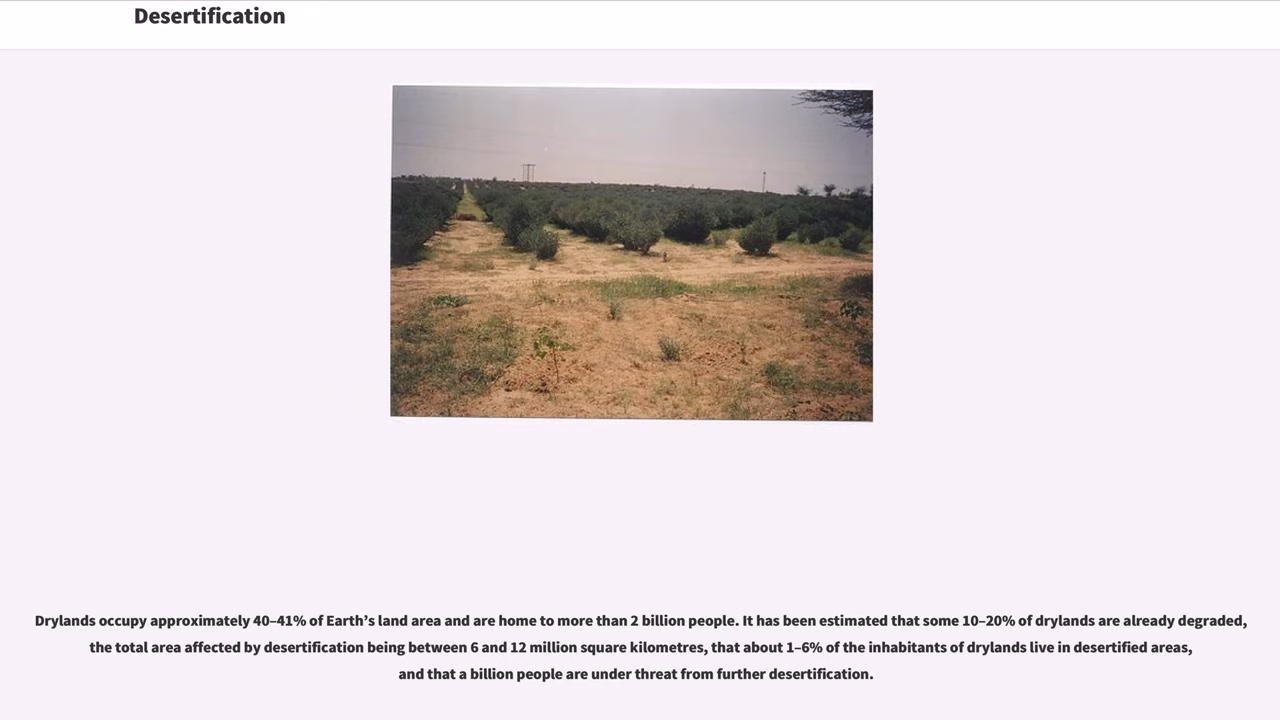 Desertification
Drylands occupy approximately 40–41% of Earth’s land area and are home to more than 2 billion people. It has been estimated that some 10–20% of drylands are already degraded,
the total area affected by desertification being between 6 and 12 million square kilometres, that about 1–6% of the inhabitants of drylands live in desertified areas,
and that a billion people are under threat from further desertification.